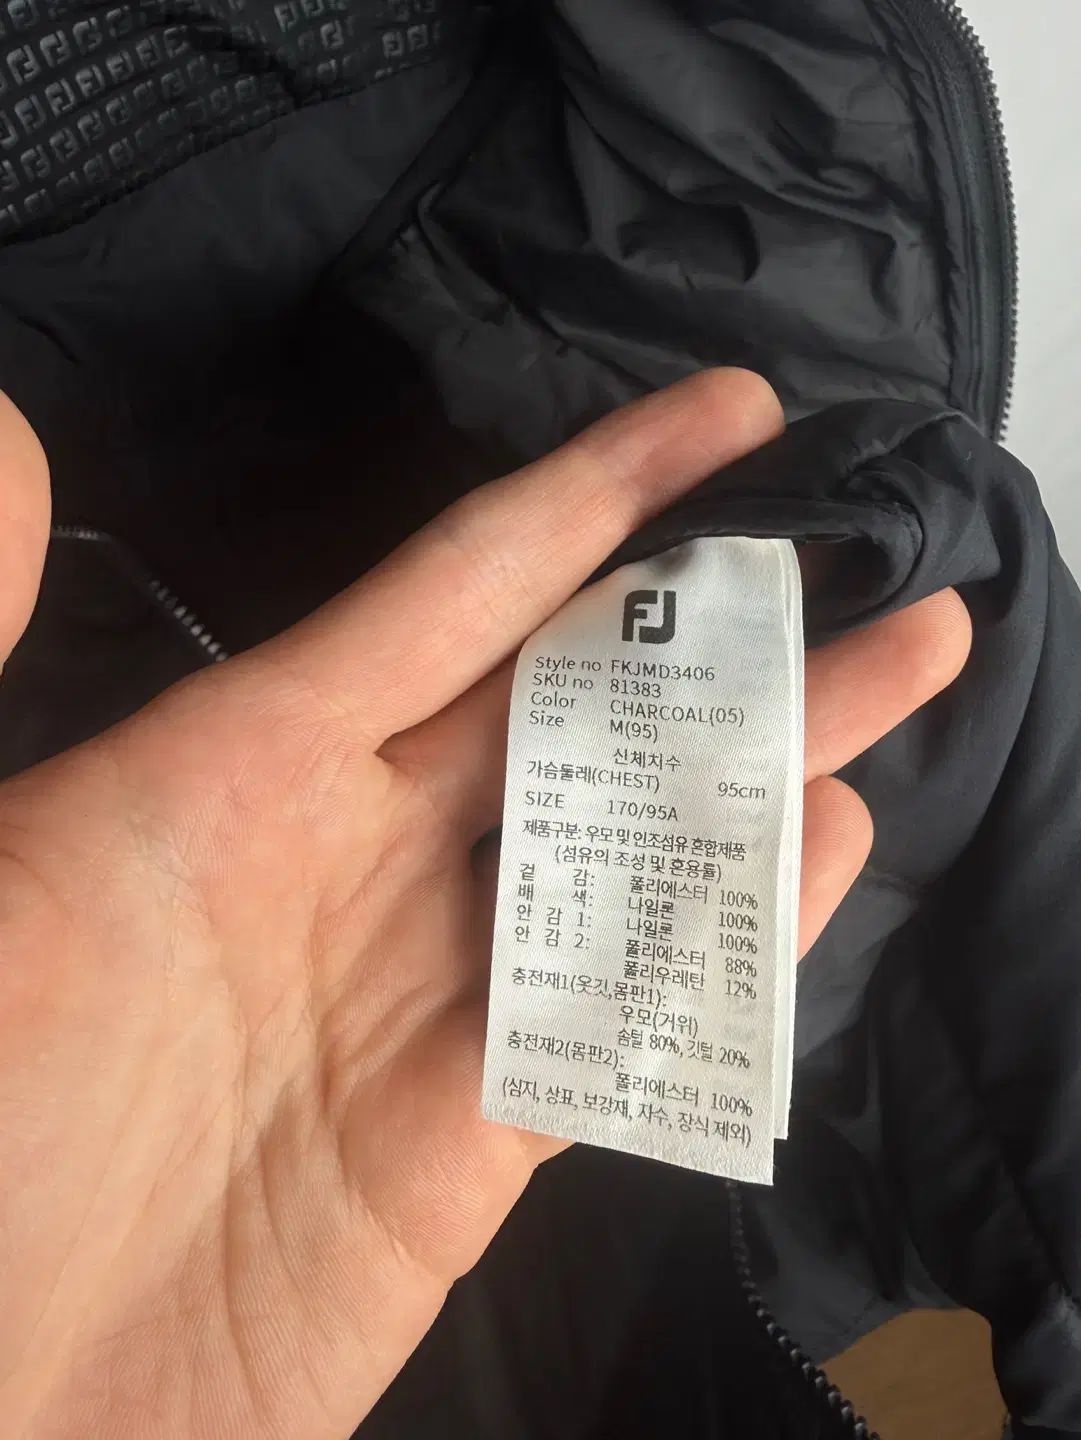 FJ
Style no FKJMD3406
SKU no 81383
Color CHARCOAL(05)
Size M(95)
신체치수
가슴둘레(CHEST) 95cm
SIZE 170/95A
제품구분: 우모 및 인조섬유 혼합제품
(섬유의 조성 및 혼용률)
겉 감: 폴리에스터 100%
배 색: 나일론 100%
안 감 1: 나일론 100%
안 감 2: 폴리에스터 88%
폴리우레탄 12%
충전재1(옷깃,몸판1):
우모(거위)
솜털 80%, 깃털 20%
충전재2(몸판2):
폴리에스터 100%
(심지, 상표, 보강재, 자수, 장식 제외)